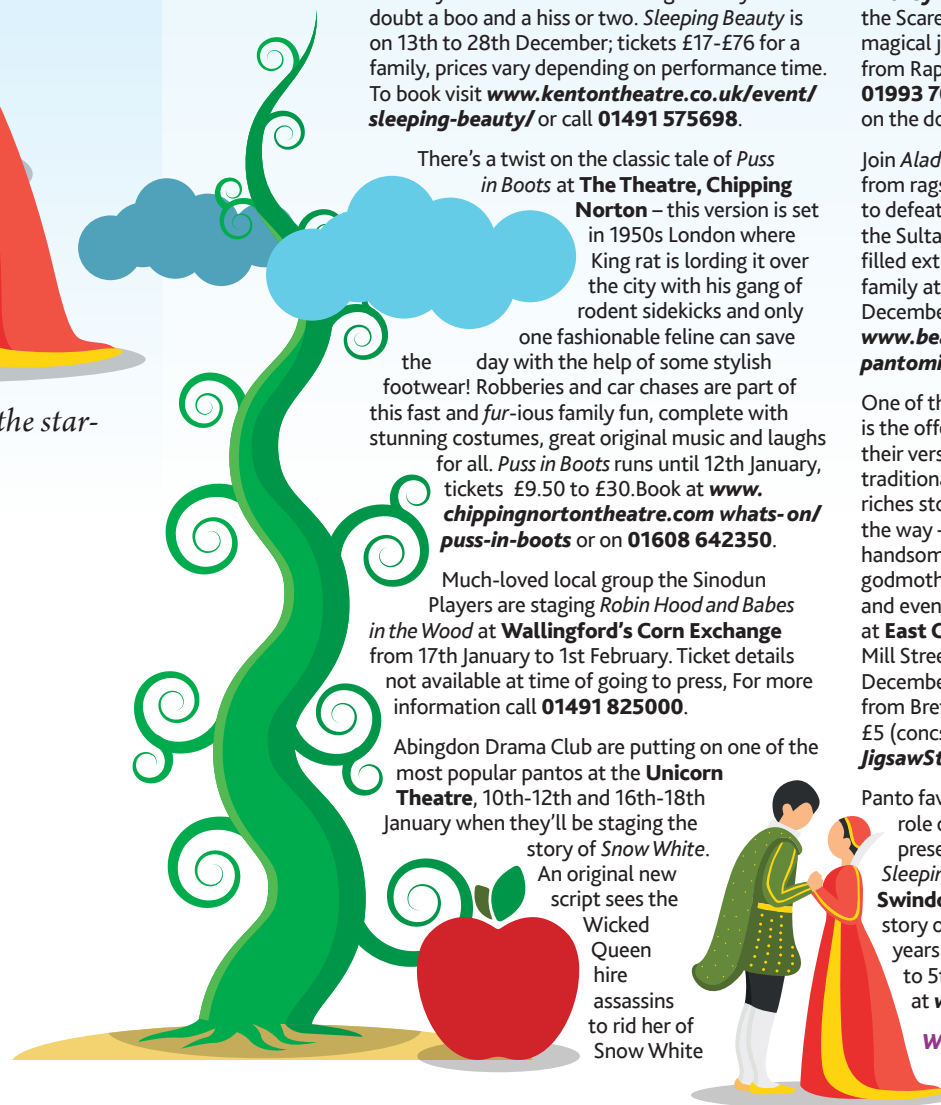 the star-
doubt a boo and a hiss or two. Sleeping Beauty is
on 13th to 28th December; tickets £17-£76 for a
family, prices vary depending on performance time.
To book visit www.kentontheatre.co.uk/event/
sleeping-beauty/ or call 01491 575698.
There's a twist on the classic tale of Puss
in Boots at The Theatre, Chipping
Norton – this version is set
in 1950s London where
King rat is lording it over
the city with his gang of
rodent sidekicks and only
one fashionable feline can save
the day with the help of some stylish
footwear! Robberies and car chases are part of
this fast and fur-ious family fun, complete with
stunning costumes, great original music and laughs
for all. Puss in Boots runs until 12th January,
tickets £9.50 to £30.Book at www.
chippingnortontheatre.com whats-on/
puss-in-boots or on 01608 642350.
Much-loved local group the Sinodun
Players are staging Robin Hood and Babes
in the Wood at Wallingford's Corn Exchange
from 17th January to 1st February. Ticket details
not available at time of going to press, For more
information call 01491 825000.
Abingdon Drama Club are putting on one of the
most popular pantos at the Unicorn
Theatre, 10th-12th and 16th-18th
January when they'll be staging the
story of Snow White.
An original new
script sees the
Wicked
Queen
hire
assassins
to rid her of
Snow White
the Scare
magical j
from Rap
01993 70
on the do
Join Alad
from rags
to defeat
the Sulta
filled ext
family at
Decembe
www.bea
pantomi
One of th
is the offe
their vers
traditiona
riches sto
the way -
handsom
godmoth
and even
at East C
Mill Stree
Decembe
from Bret
£5 (concs
JigsawSt
Panto fav
role o
prese
Sleepin
Swindo
story o
years
to 5t
at w
w